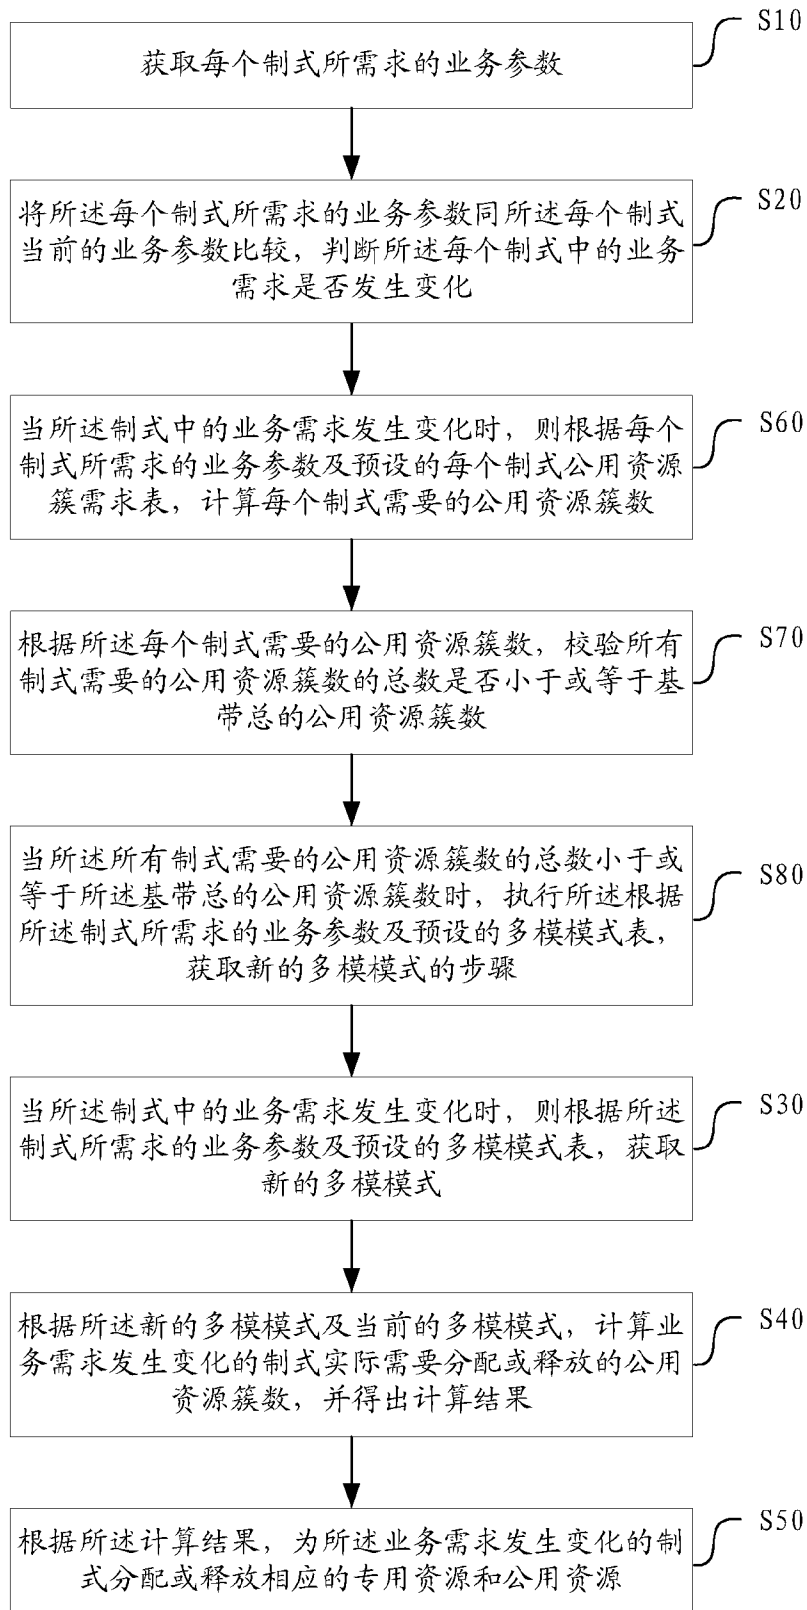 S10
获取每个制式所需求的业务参数
S20
将所述每个制式所需求的业务参数同所述每个制式
当前的业务参数比较，判断所述每个制式中的业务
需求是否发生变化
S60
当所述制式中的业务需求发生变化时，则根据每个
制式所需求的业务参数及预设的每个制式公用资源
簇需求表，计算每个制式需要的公用资源簇数
S70
根据所述每个制式需要的公用资源簇数，校验所有
制式需要的公用资源簇数的总数是否小于或等于基
带总的公用资源簇数
S80
当所述所有制式需要的公用资源簇数的总数小于或
等于所述基带总的公用资源簇数时，执行所述根据
所述制式所需求的业务参数及预设的多模模式表，
获取新的多模模式的步骤
S30
当所述制式中的业务需求发生变化时，则根据所述
制式所需求的业务参数及预设的多模模式表，获取
新的多模模式
S40
根据所述新的多模模式及当前的多模模式，计算业
务需求发生变化的制式实际需要分配或释放的公用
资源簇数，并得出计算结果
S50
根据所述计算结果，为所述业务需求发生变化的制
式分配或释放相应的专用资源和公用资源